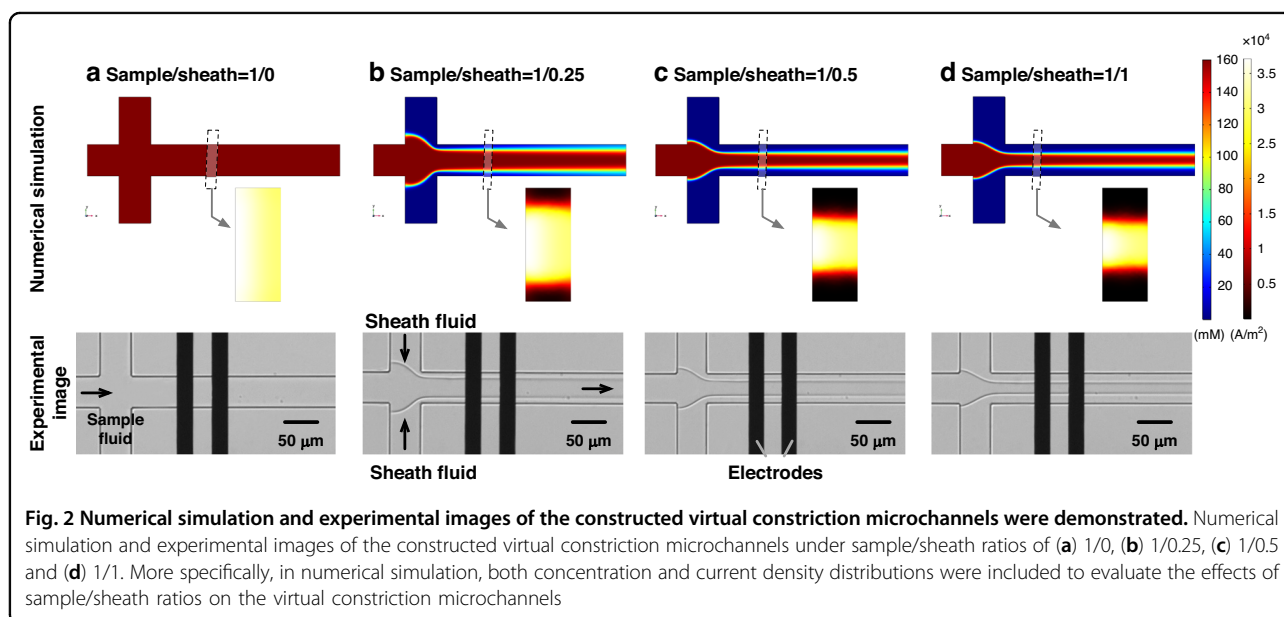 a Sample/sheath=1/0
b Sample/sheath=1/0.25
c Sample/sheath=1/0.5
d Sample/sheath=1/1
Numerical simulation
160
140
120
100
80
60
40
20
(mM)
×10⁴
3.5
3
2.5
2
1.5
1
0.5
(A/m²)
Experimental
image
Sample
fluid
50 µm
Sheath fluid
Sheath fluid
50 µm
50 µm
Electrodes
50 µm
Fig. 2 Numerical simulation and experimental images of the constructed virtual constriction microchannels were demonstrated. Numerical
simulation and experimental images of the constructed virtual constriction microchannels under sample/sheath ratios of (a) 1/0, (b) 1/0.25, (c) 1/0.5
and (d) 1/1. More specifically, in numerical simulation, both concentration and current density distributions were included to evaluate the effects of
sample/sheath ratios on the virtual constriction microchannels